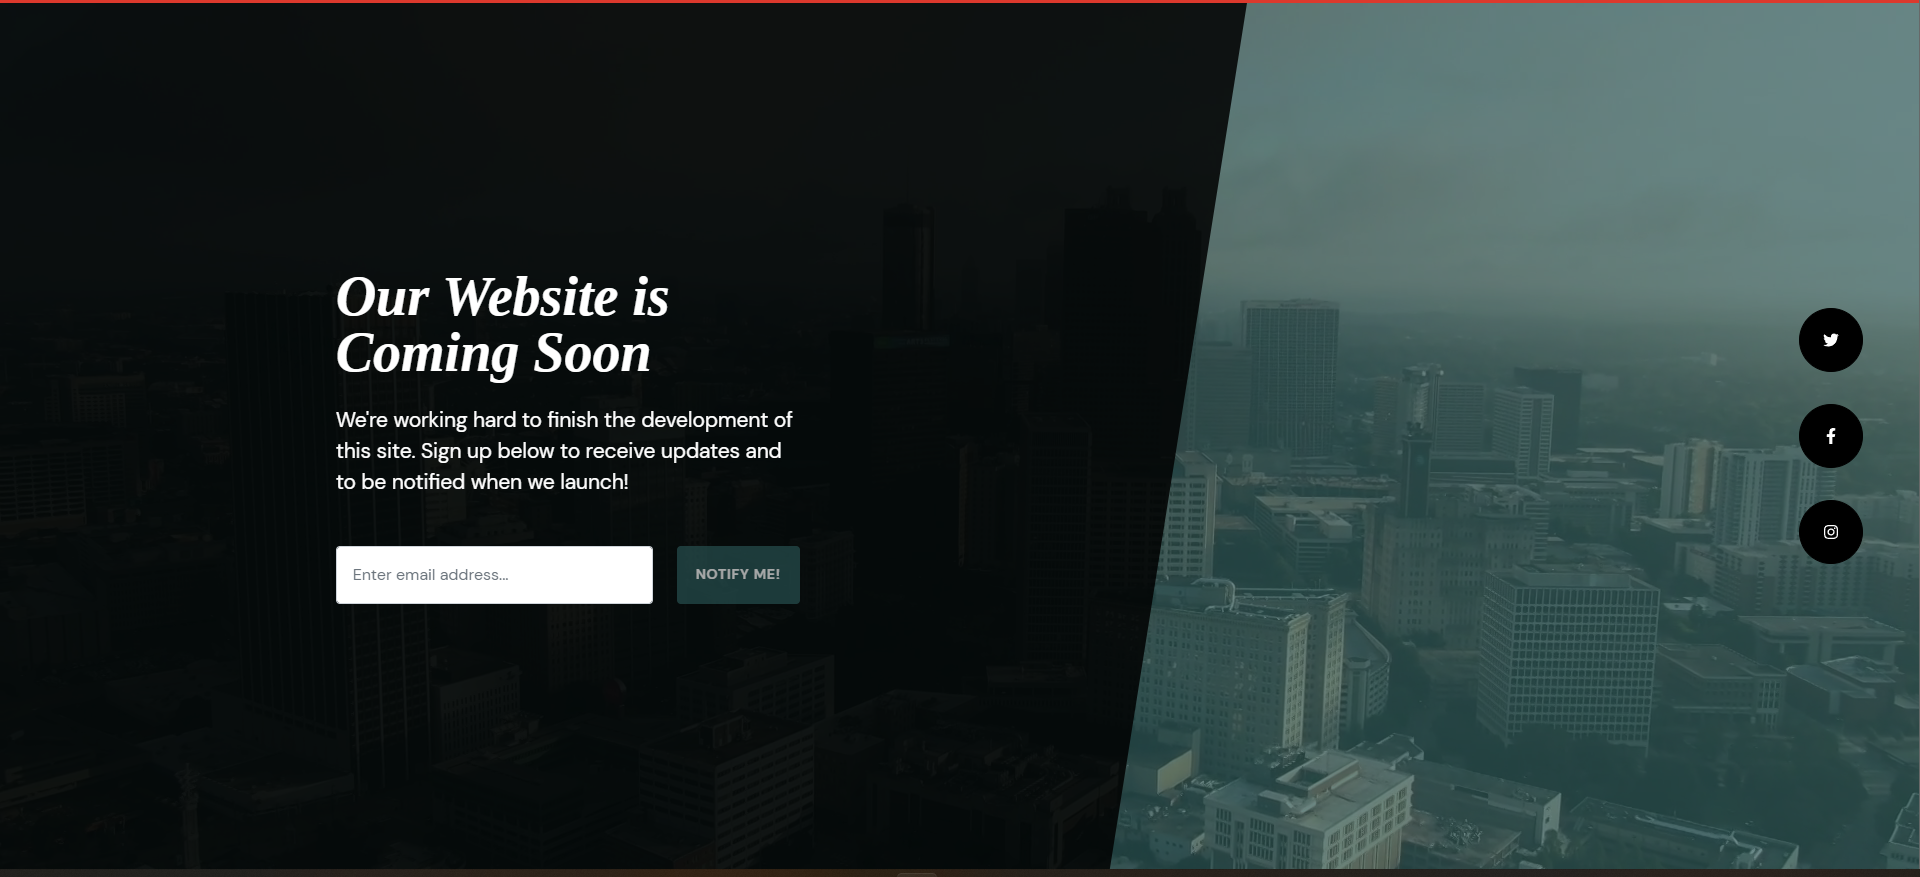 Our Website is
Coming Soon
We're working hard to finish the development of
this site. Sign up below to receive updates and
to be notified when we launch!
Enter email address...
NOTIFY ME!